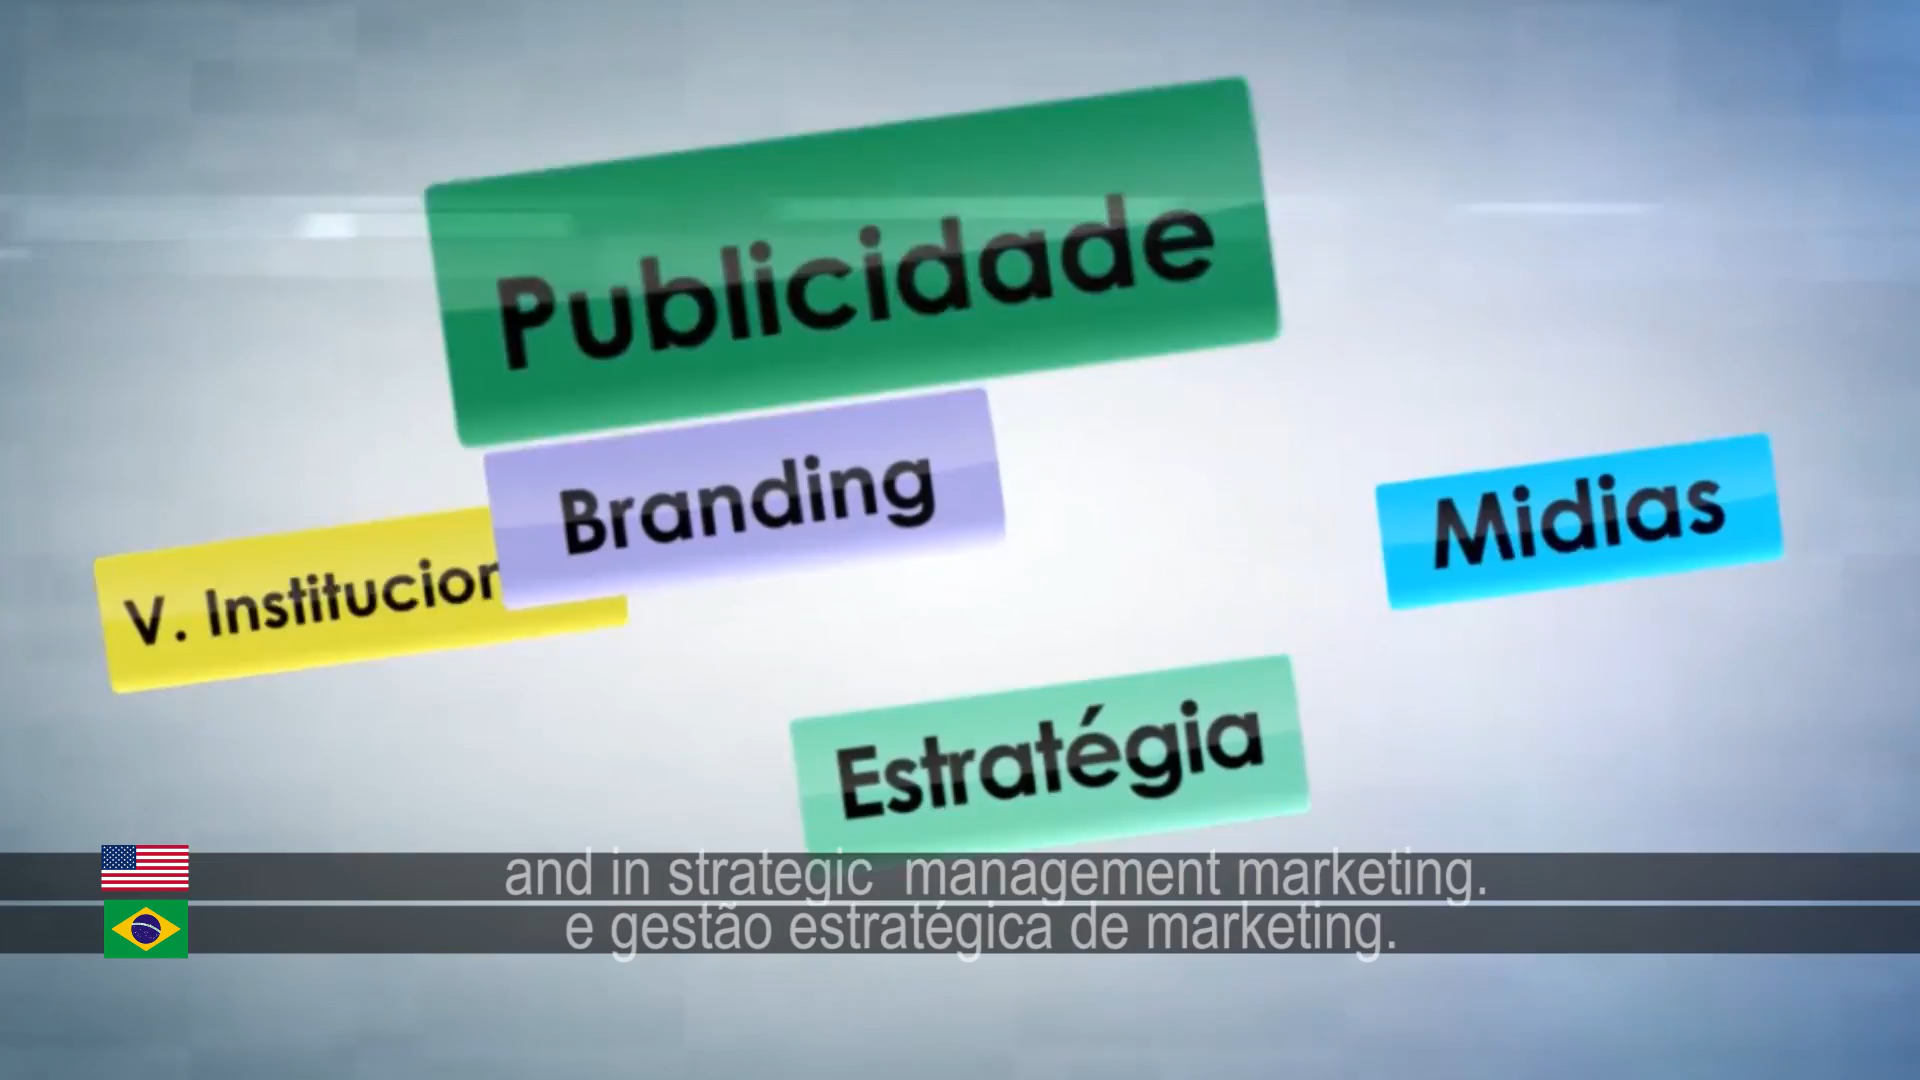 Publicidade
Branding
V. Institucion
Midias
Estratégia
and in strategic  management marketing.
e gestão estratégica de marketing.